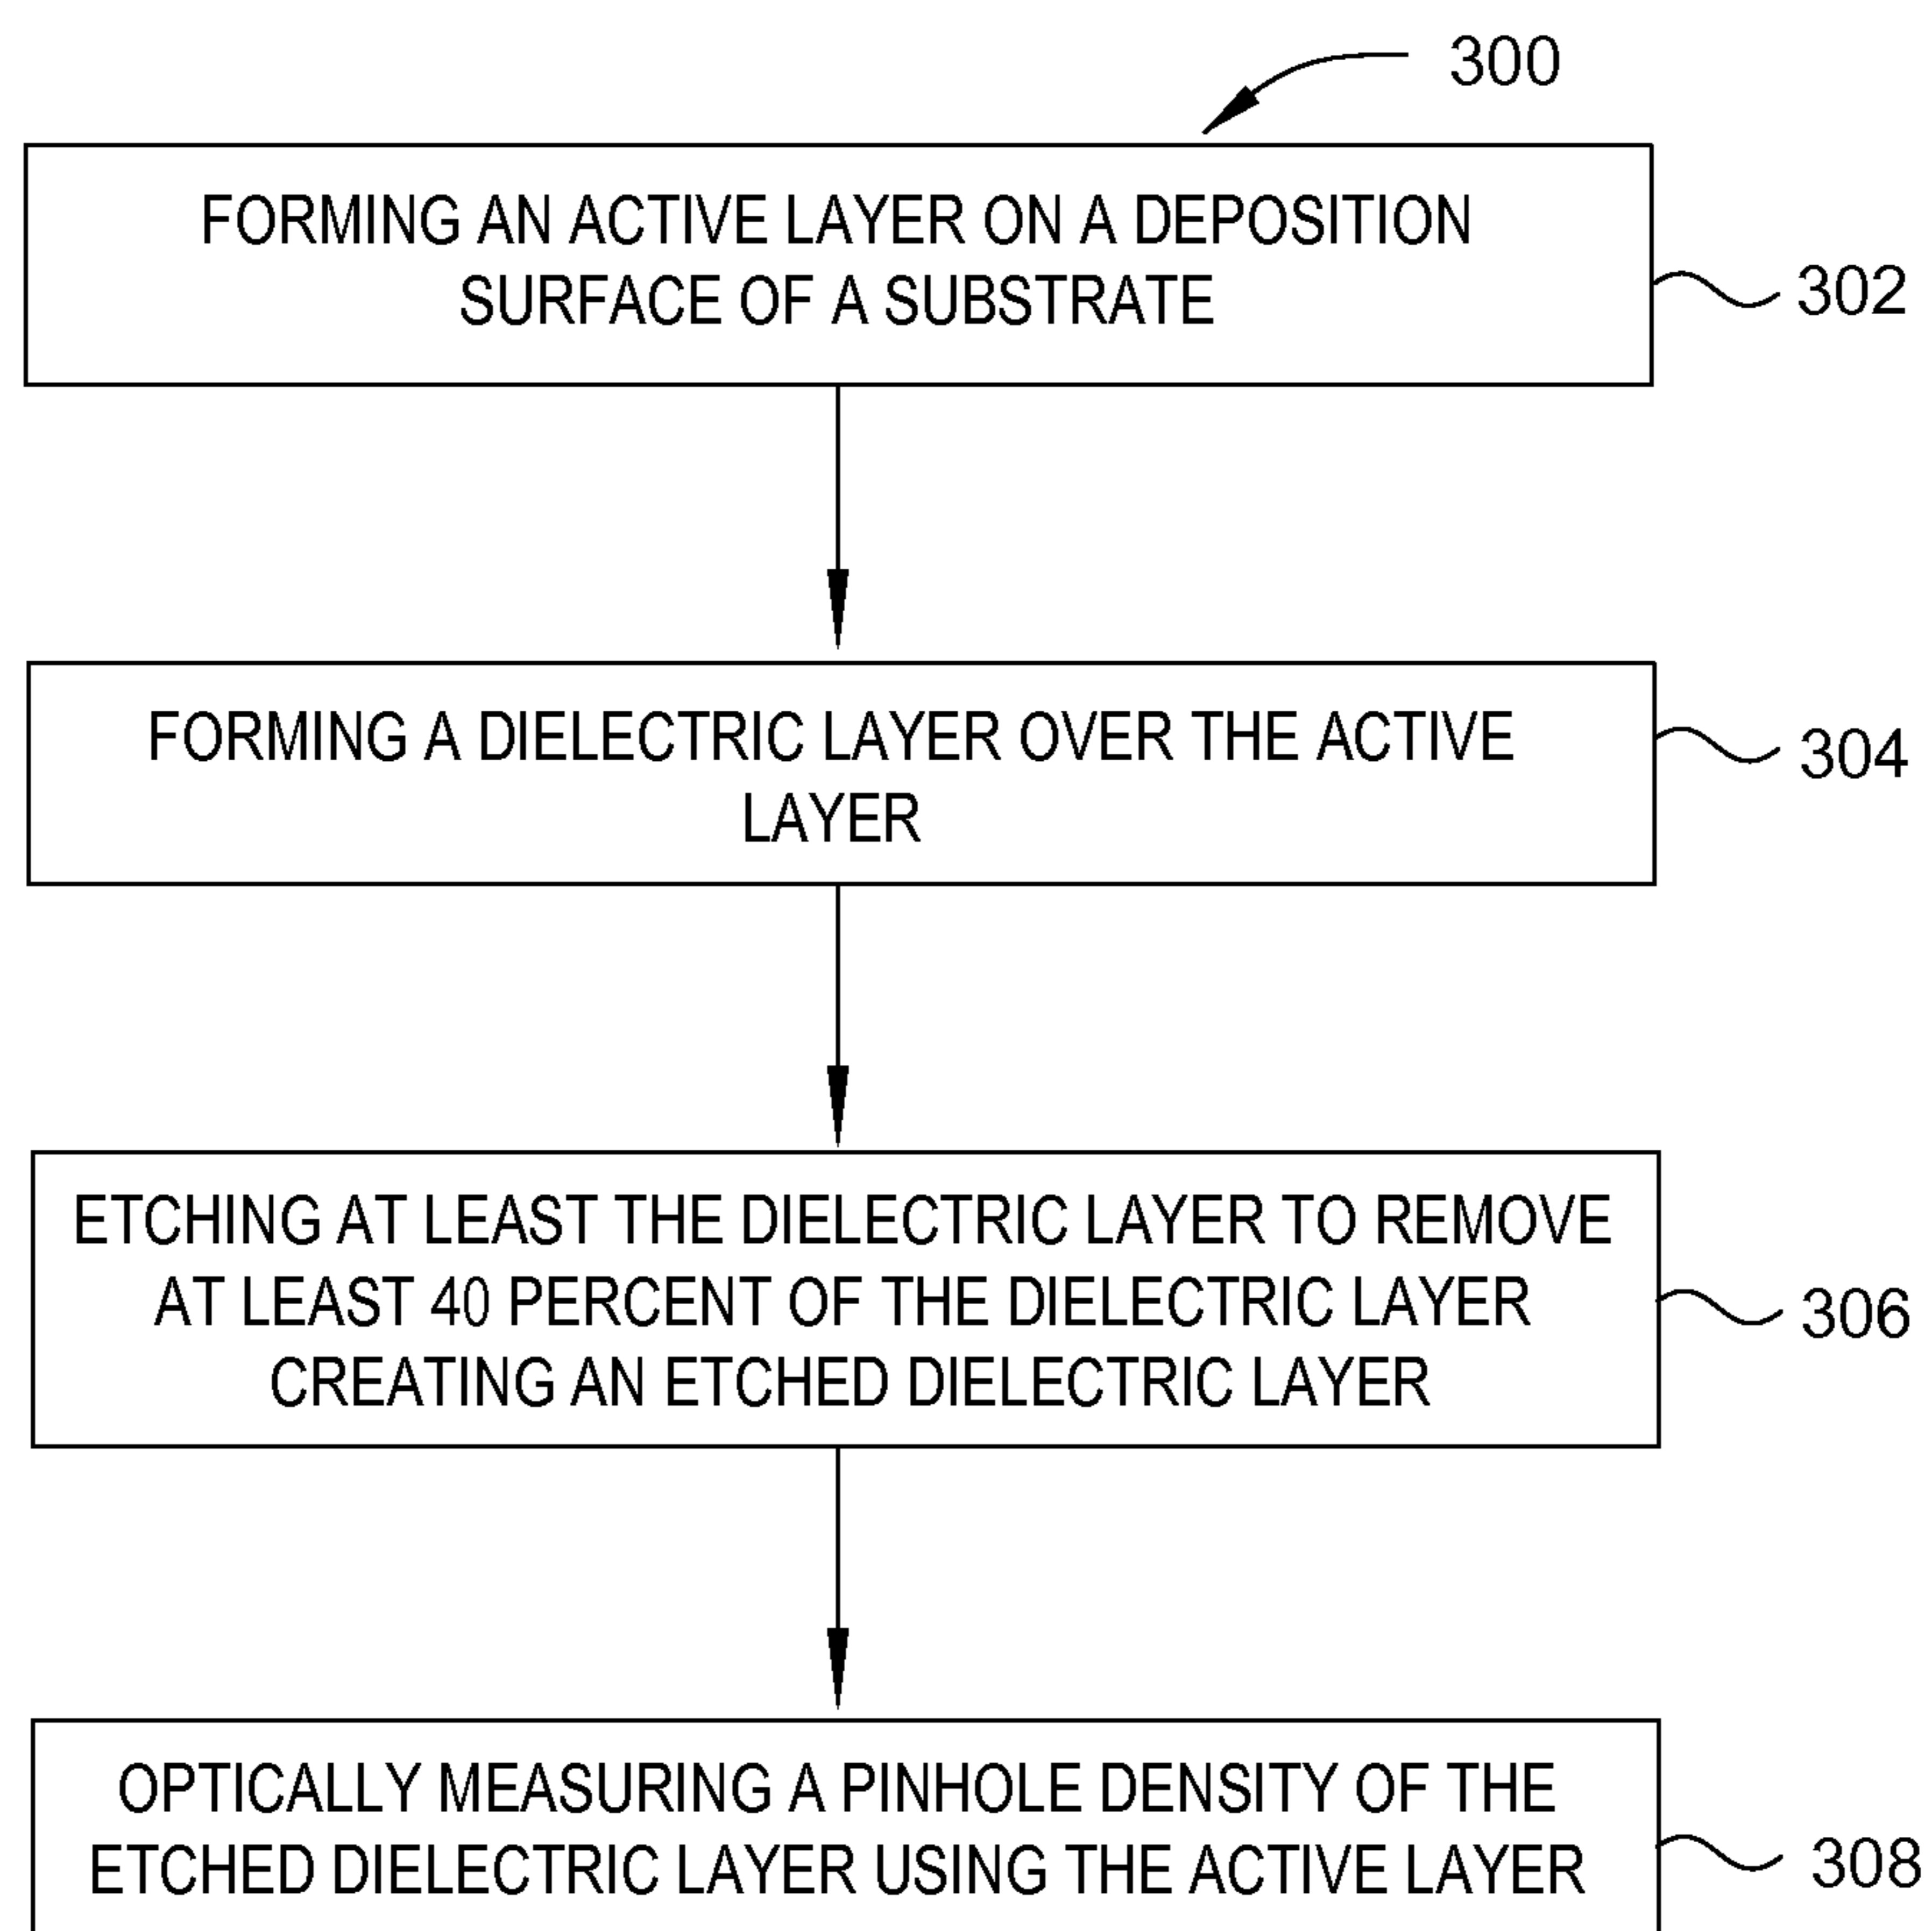 300
FORMING AN ACTIVE LAYER ON A DEPOSITION
SURFACE OF A SUBSTRATE
302
FORMING A DIELECTRIC LAYER OVER THE ACTIVE
LAYER
304
ETCHING AT LEAST THE DIELECTRIC LAYER TO REMOVE
AT LEAST 40 PERCENT OF THE DIELECTRIC LAYER
CREATING AN ETCHED DIELECTRIC LAYER
306
OPTICALLY MEASURING A PINHOLE DENSITY OF THE
ETCHED DIELECTRIC LAYER USING THE ACTIVE LAYER
308